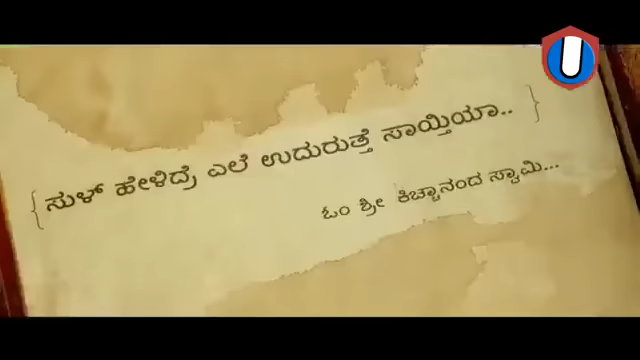 U
{ ಸುಳ್ ಹೇಳಿದ್ರೆ ಎಲೆ ಉದುರುತ್ತೆ ಸಾಯ್ತಿಯಾ.. }
ಓಂ ಶ್ರೀ ಕಿಚ್ಚಾನಂದ ಸ್ವಾಮಿ...